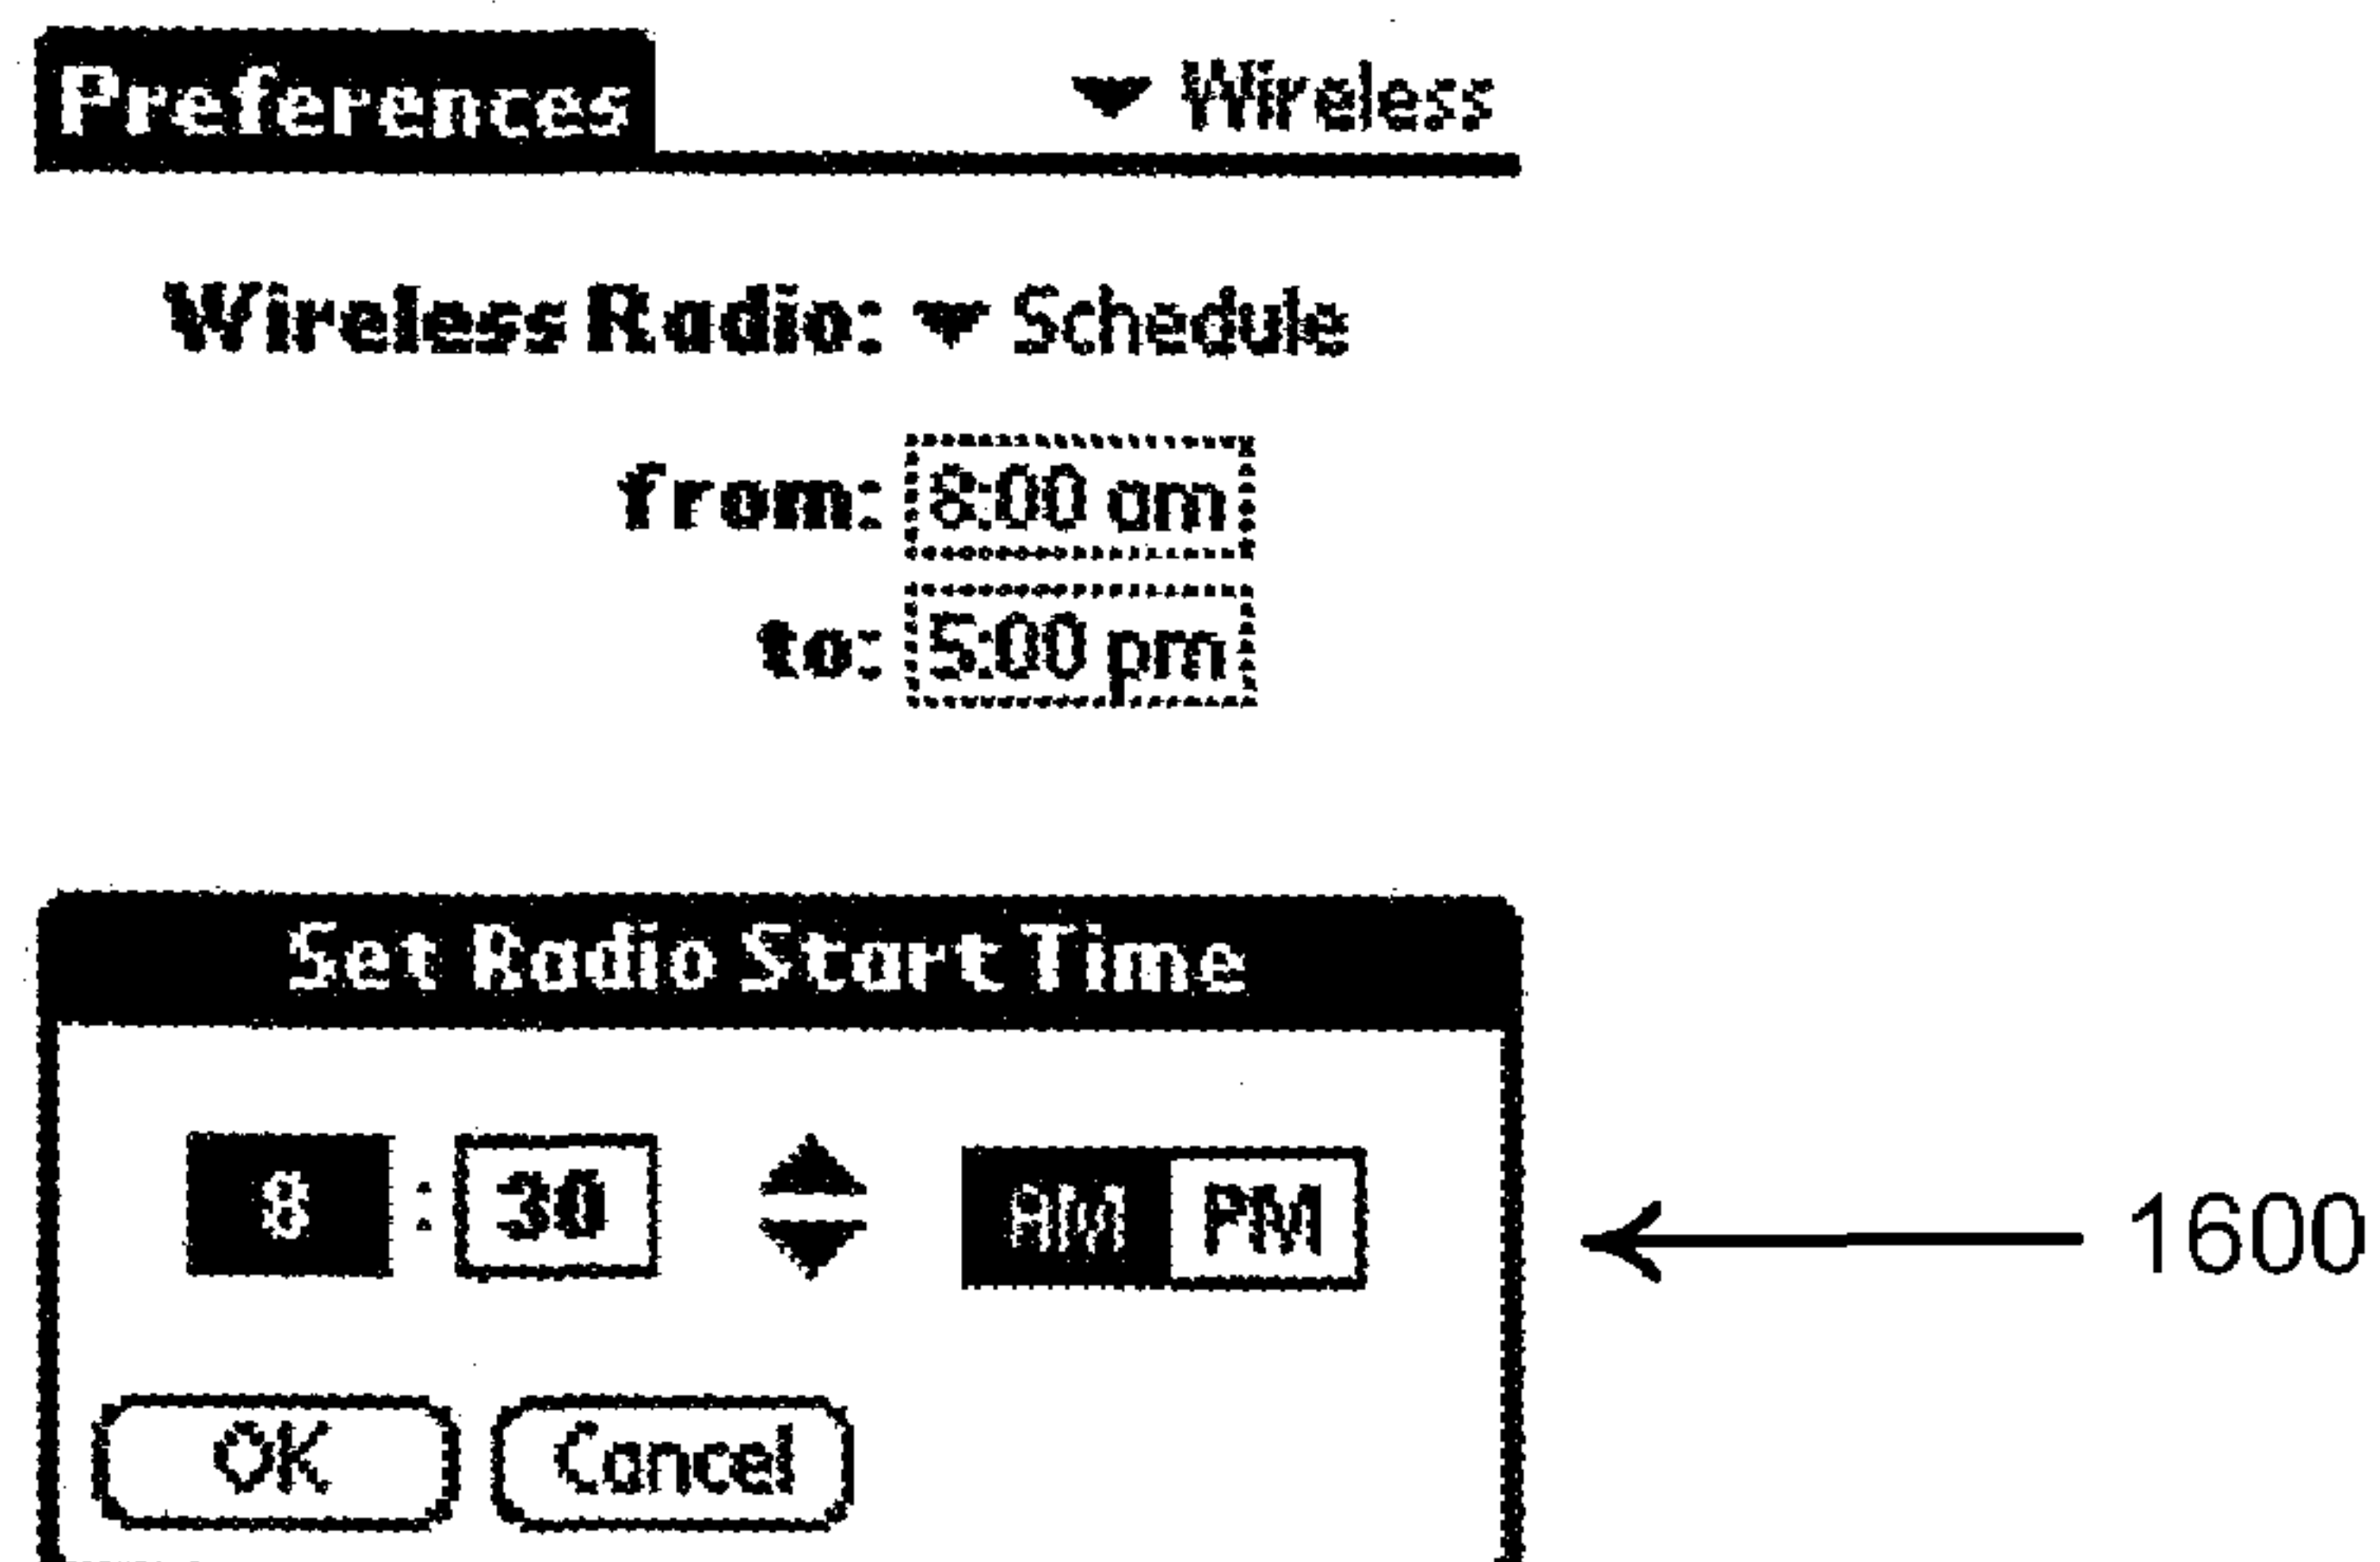 Preferences Wireless
Wireless Radio: Schedule
from: 8:00 am
to: 5:00 pm
Set Radio Start Time
8 : 30 AM PM
1600
OK Cancel